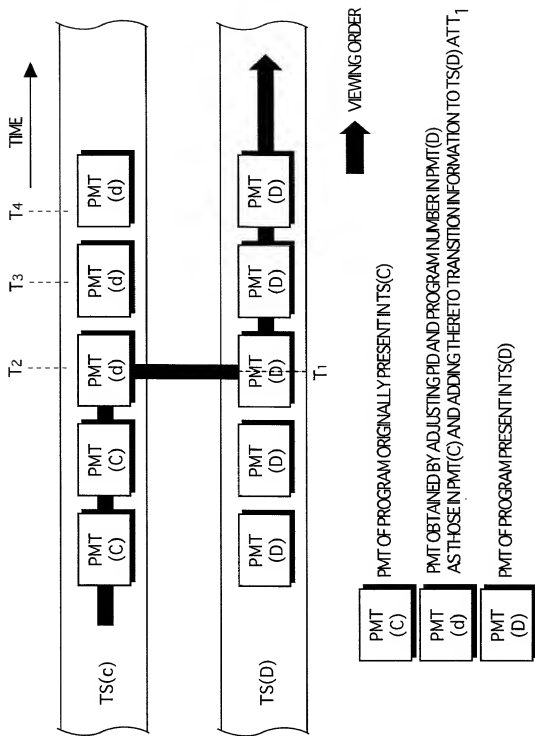 TIME
T2
T3
T4
TS(c)
PMT
(C)
PMT
(C)
PMT
(d)
PMT
(d)
PMT
(d)
TS(D)
PMT
(D)
PMT
(D)
PMT
(D)
PMT
(D)
PMT
(D)
T1
VIEWING ORDER
PMT
(C)
PMT OF PROGRAM ORIGINALLY PRESENT IN TS(C)
PMT
(d)
PMT OBTAINED BY ADJUSTING PID AND PROGRAM NUMBER IN PMT(D)
AS THOSE IN PMT(C) AND ADDING THERETO TRANSITION INFORMATION TO TS(D) AT T1
PMT
(D)
PMT OF PROGRAM PRESENT IN TS(D)